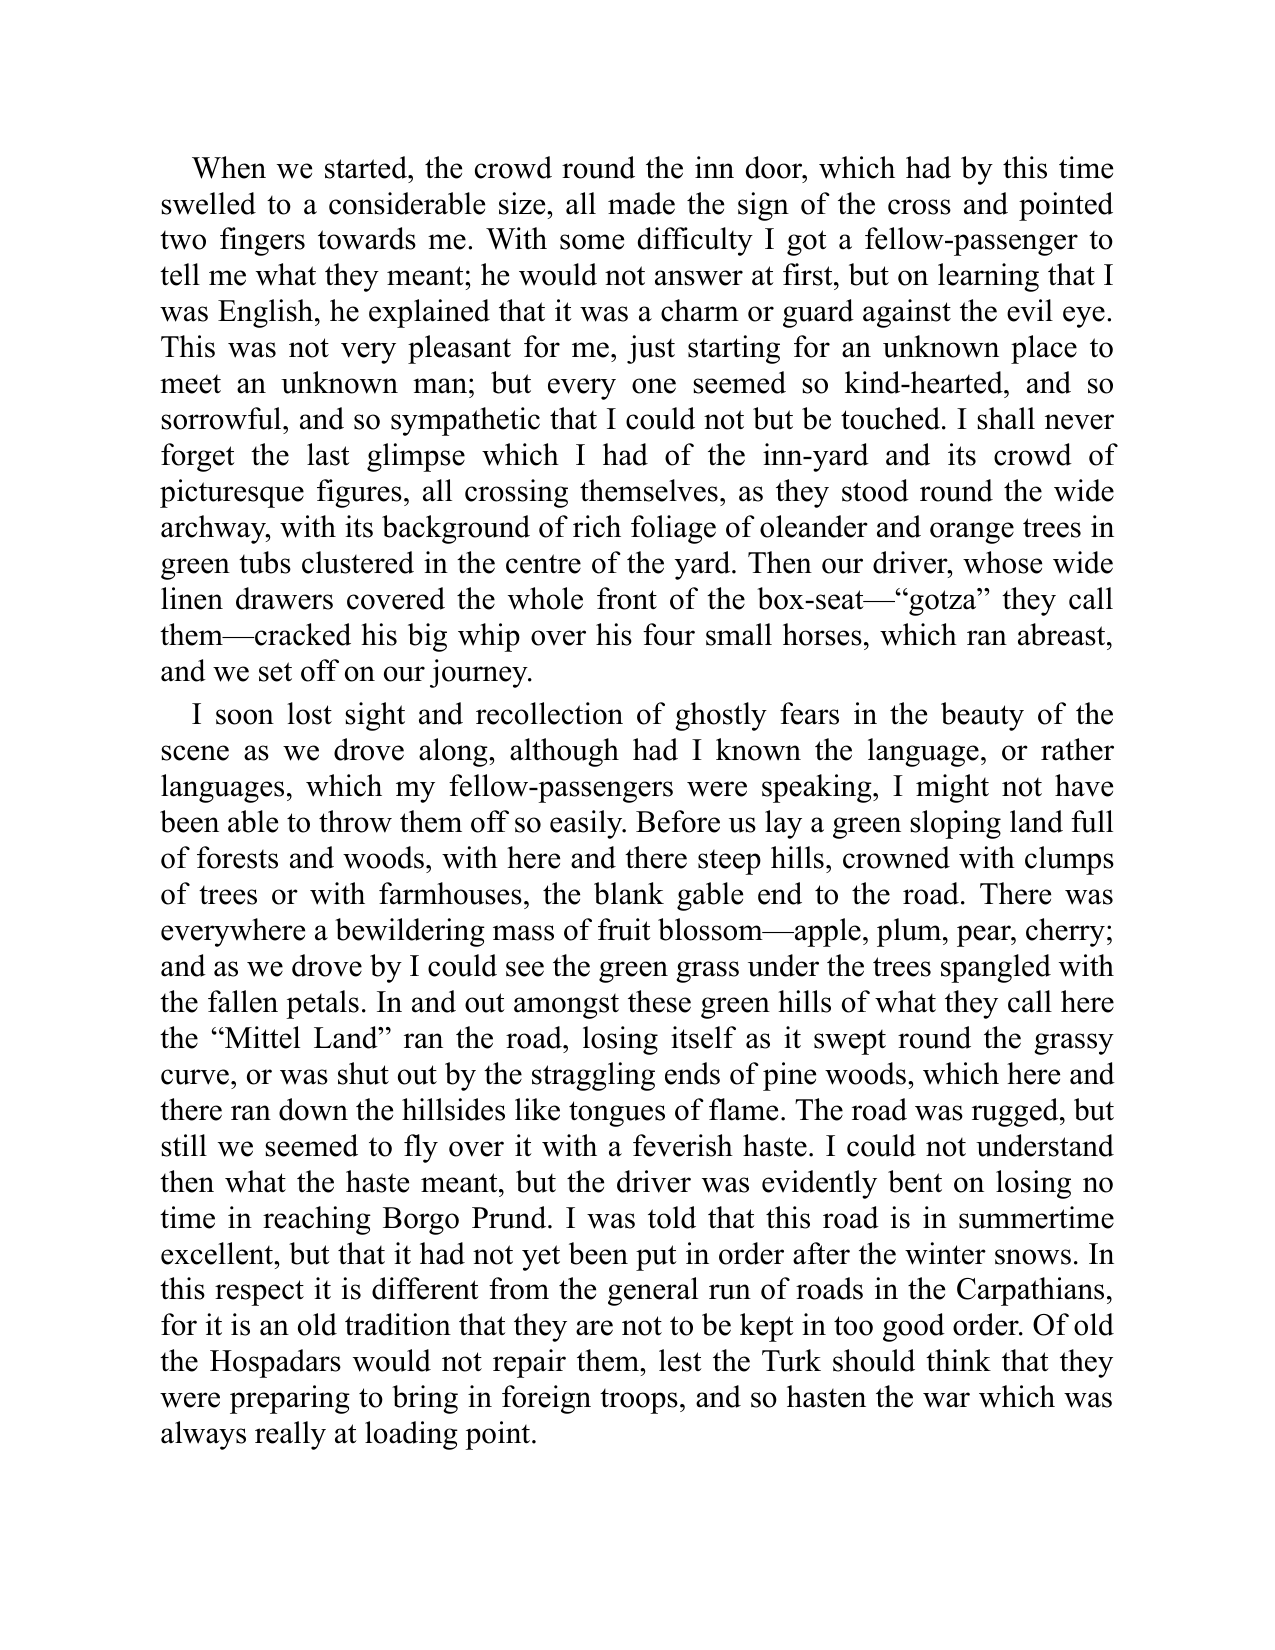 When we started, the crowd round the inn door, which had by this time
swelled to a considerable size, all made the sign of the cross and pointed
two fingers towards me. With some difficulty I got a fellow-passenger to
tell me what they meant; he would not answer at first, but on learning that I
was English, he explained that it was a charm or guard against the evil eye.
This was not very pleasant for me, just starting for an unknown place to
meet an unknown man; but every one seemed so kind-hearted, and so
sorrowful, and so sympathetic that I could not but be touched. I shall never
forget the last glimpse which I had of the inn-yard and its crowd of
picturesque figures, all crossing themselves, as they stood round the wide
archway, with its background of rich foliage of oleander and orange trees in
green tubs clustered in the centre of the yard. Then our driver, whose wide
linen drawers covered the whole front of the box-seat—“gotza” they call
them—cracked his big whip over his four small horses, which ran abreast,
and we set off on our journey.
I soon lost sight and recollection of ghostly fears in the beauty of the
scene as we drove along, although had I known the language, or rather
languages, which my fellow-passengers were speaking, I might not have
been able to throw them off so easily. Before us lay a green sloping land full
of forests and woods, with here and there steep hills, crowned with clumps
of trees or with farmhouses, the blank gable end to the road. There was
everywhere a bewildering mass of fruit blossom—apple, plum, pear, cherry;
and as we drove by I could see the green grass under the trees spangled with
the fallen petals. In and out amongst these green hills of what they call here
the “Mittel Land” ran the road, losing itself as it swept round the grassy
curve, or was shut out by the straggling ends of pine woods, which here and
there ran down the hillsides like tongues of flame. The road was rugged, but
still we seemed to fly over it with a feverish haste. I could not understand
then what the haste meant, but the driver was evidently bent on losing no
time in reaching Borgo Prund. I was told that this road is in summertime
excellent, but that it had not yet been put in order after the winter snows. In
this respect it is different from the general run of roads in the Carpathians,
for it is an old tradition that they are not to be kept in too good order. Of old
the Hospadars would not repair them, lest the Turk should think that they
were preparing to bring in foreign troops, and so hasten the war which was
always really at loading point.